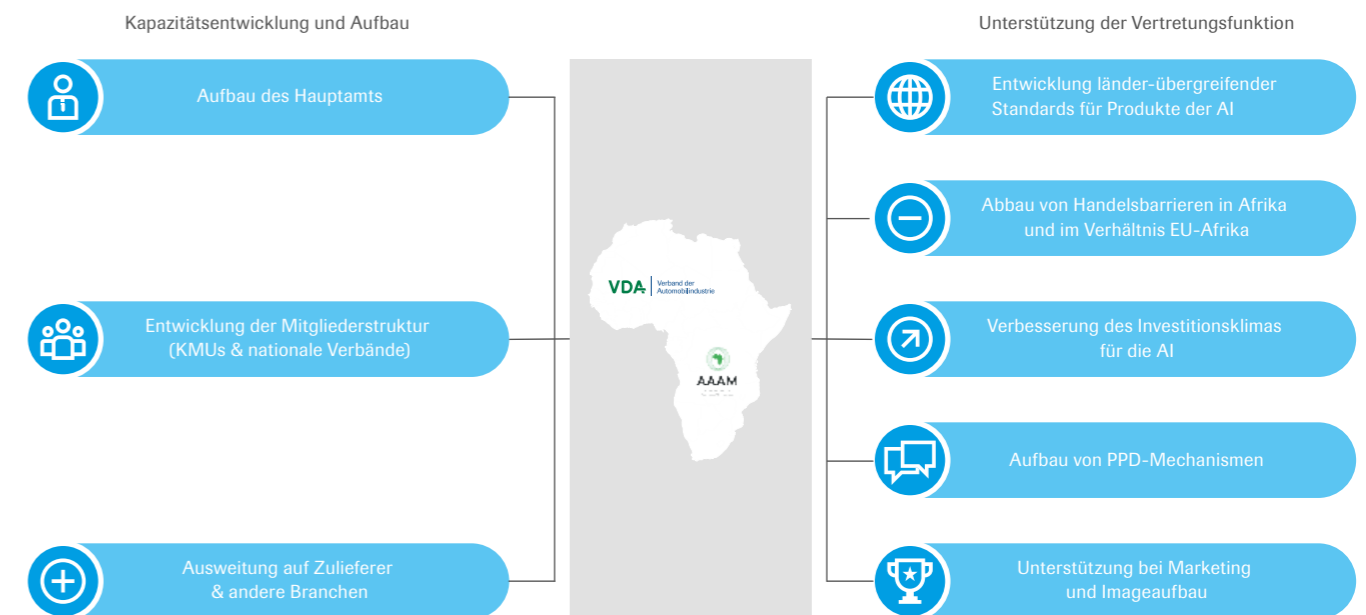 Kapazitätsentwicklung und Aufbau
Aufbau des Hauptamts
Entwicklung der Mitgliederstruktur
(KMUs & nationale Verbände)
Ausweitung auf Zulieferer
& andere Branchen
VDA
Verband der
Automobilindustrie
AAAM
Unterstützung der Vertretungsfunktion
Entwicklung länder-übergreifender
Standards für Produkte der AI
Abbau von Handelsbarrieren in Afrika
und im Verhältnis EU-Afrika
Verbesserung des Investitionsklimas
für die AI
Aufbau von PPD-Mechanismen
Unterstützung bei Marketing
und Imageaufbau